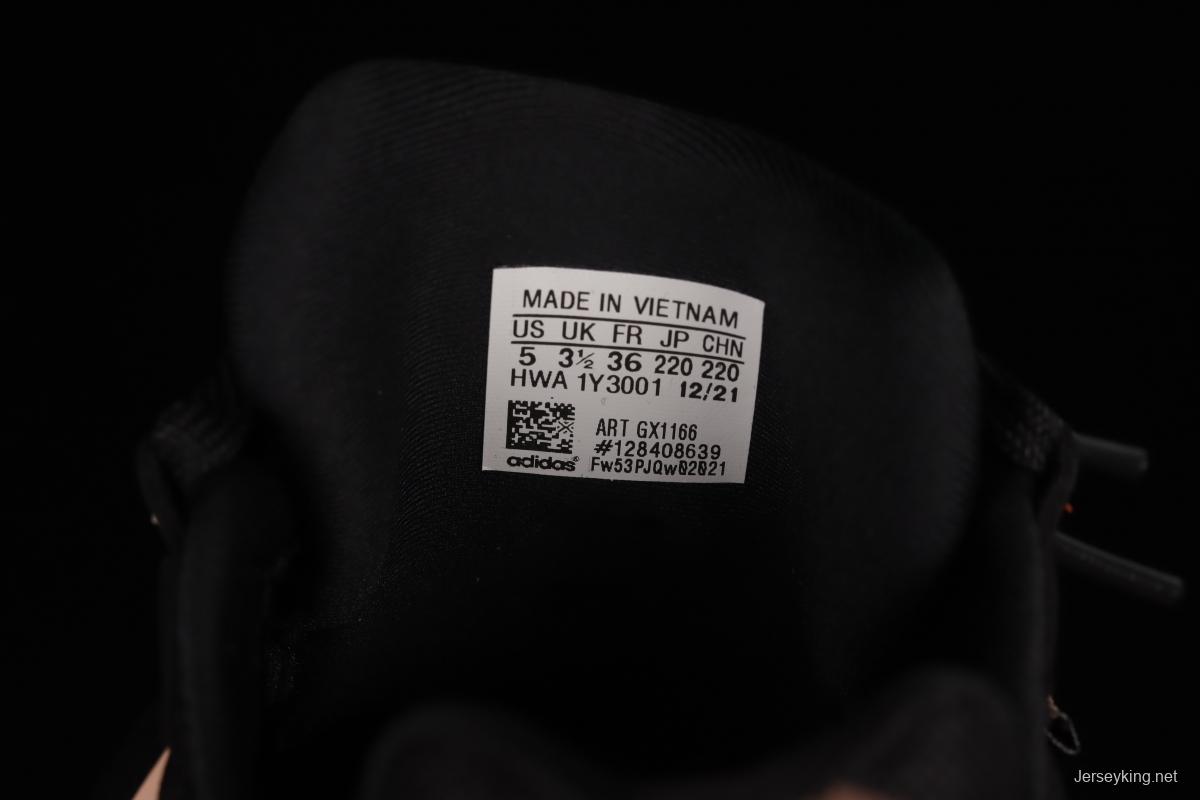 MADE IN VIETNAM
US UK FR JP CHN
5 3½ 36 220 220
HWA 1Y3001 12/21
ART GX1166
#128408639
adidas® Fw53PJQw02021
Jerseyking.net